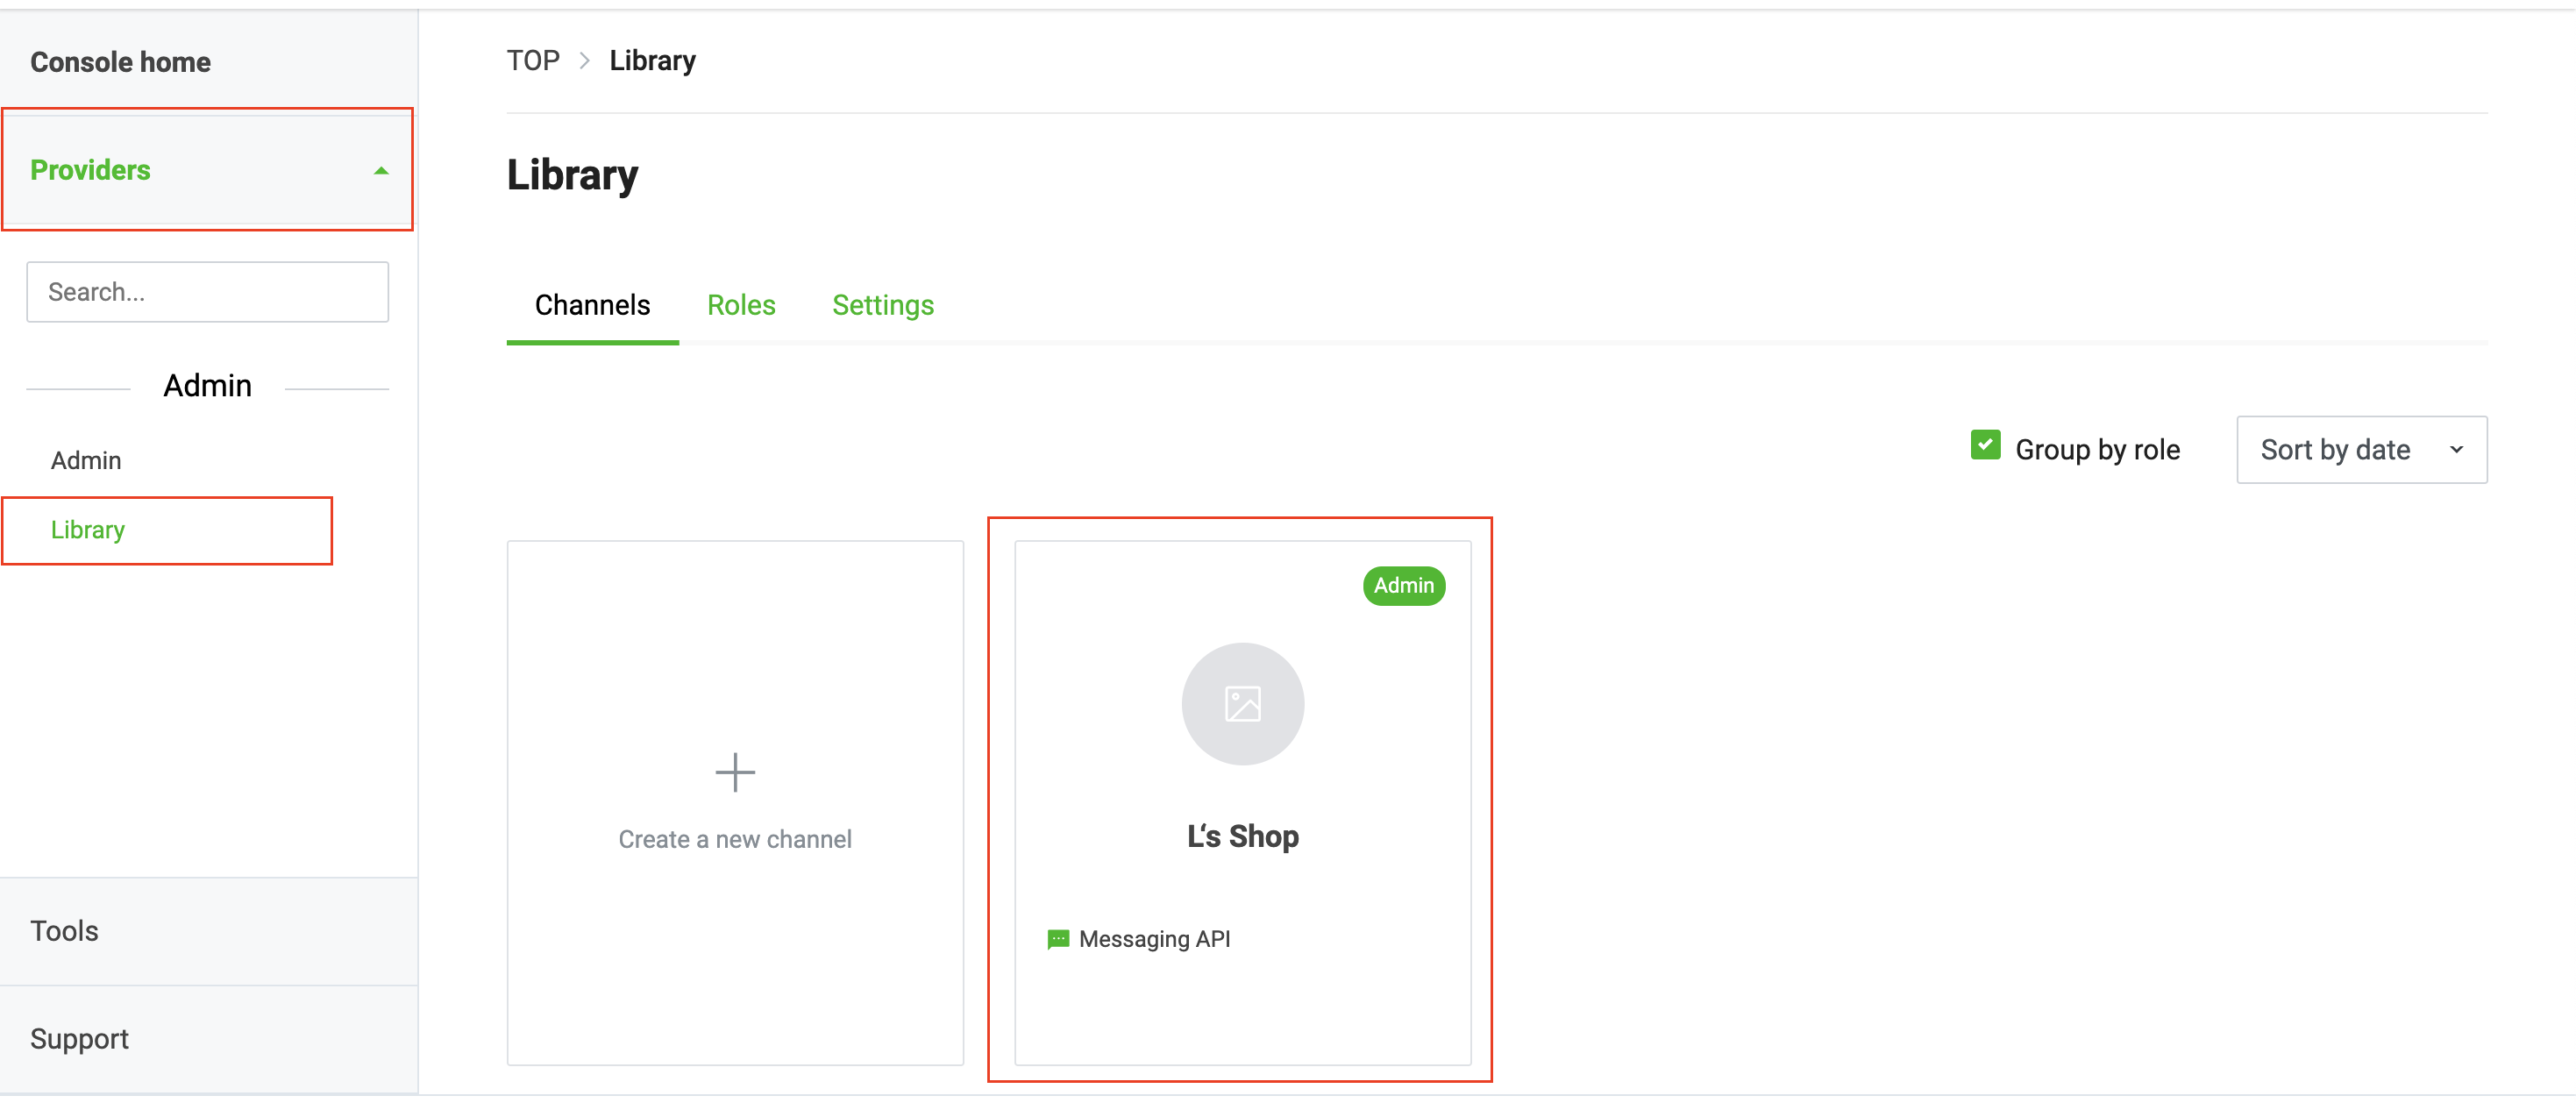 Console home
Providers
Search...
Admin
Admin
Library
Tools
Support
TOP > Library
Library
Channels Roles Settings
Group by role Sort by date
Create a new channel
Admin
L‘s Shop
Messaging API